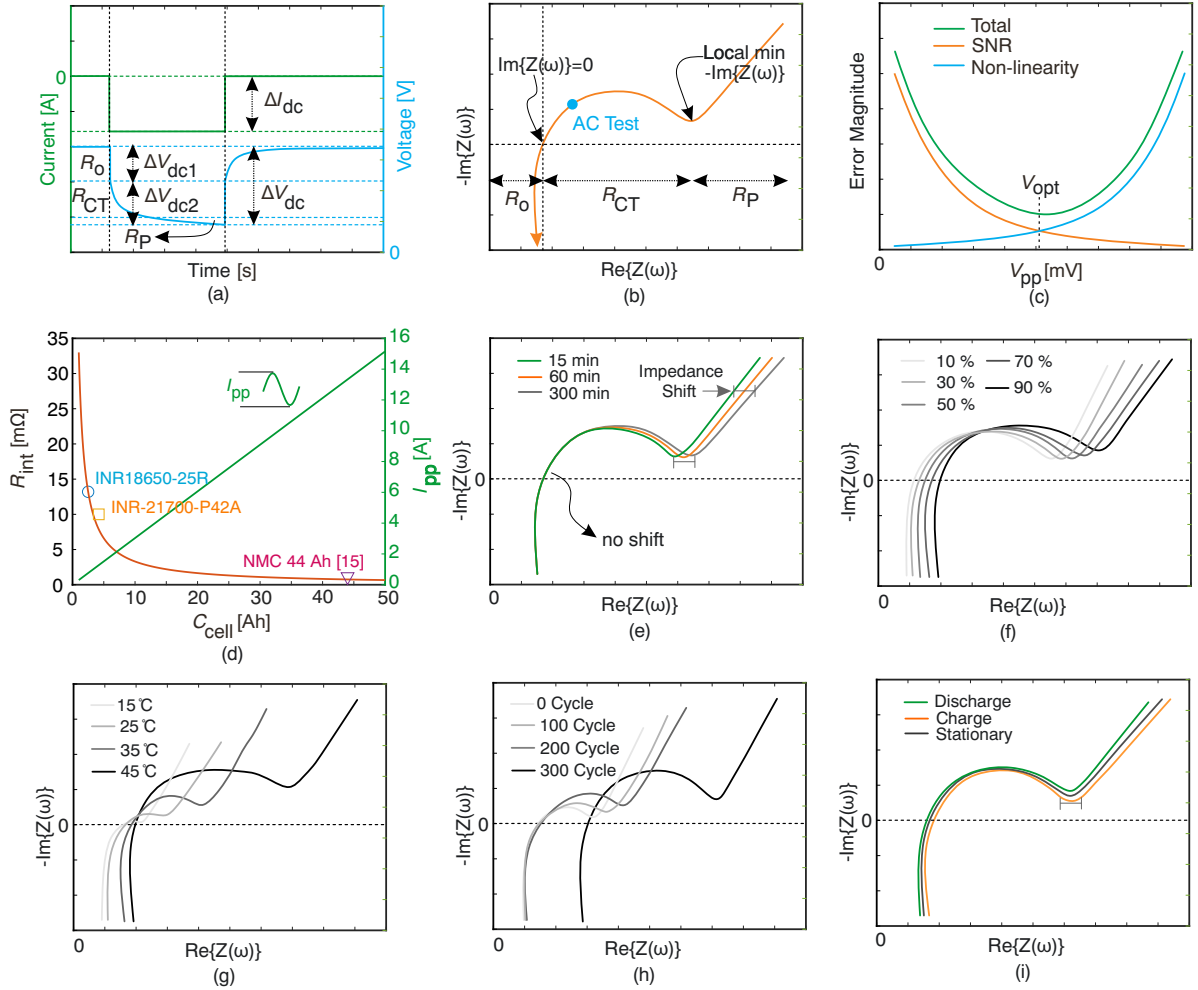 Current [A]
0
ΔI_dc
R_o
ΔV_dc1
R_CT
ΔV_dc2
ΔV_dc
R_P
Voltage [V]
0
Time [s]
(a)
-Im{Z(ω)}
Im{Z(ω)}=0
Local min
-Im{Z(ω)}
AC Test
R_o
R_CT
R_P
Re{Z(ω)}
(b)
Error Magnitude
Total
SNR
Non-linearity
V_opt
0
V_pp [mV]
(c)
R_int [mΩ]
35
30
25
20
15
10
5
0
I_pp
INR18650-25R
INR-21700-P42A
NMC 44 Ah [15]
16
14
12
10
8
6
4
2
0
I_pp [A]
0
10
20
30
40
50
C_cell [Ah]
(d)
-Im{Z(ω)}
0
15 min
60 min
300 min
Impedance
Shift
no shift
0
Re{Z(ω)}
(e)
-Im{Z(ω)}
0
10 %
30 %
50 %
70 %
90 %
0
Re{Z(ω)}
(f)
-Im{Z(ω)}
0
15℃
25℃
35℃
45℃
0
Re{Z(ω)}
(g)
-Im{Z(ω)}
0
0 Cycle
100 Cycle
200 Cycle
300 Cycle
0
Re{Z(ω)}
(h)
-Im{Z(ω)}
0
Discharge
Charge
Stationary
0
Re{Z(ω)}
(i)